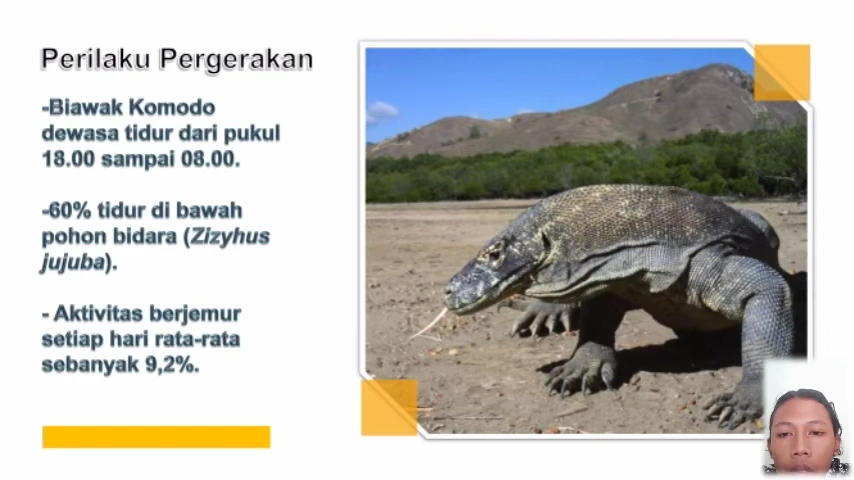 Perilaku Pergerakan
-Biawak Komodo
dewasa tidur dari pukul
18.00 sampai 08.00.
-60% tidur di bawah
pohon bidara (Zizyhus
jujuba).
- Aktivitas berjemur
setiap hari rata-rata
sebanyak 9,2%.